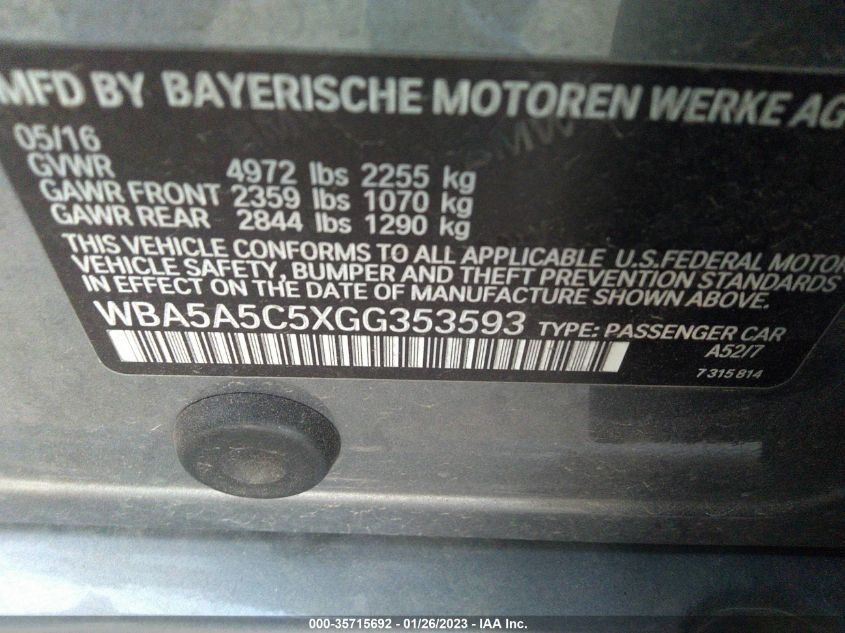 MFD BY BAYERISCHE MOTOREN WERKE AG
05/16
GVWR 4972 lbs 2255 kg
GAWR FRONT 2359 lbs 1070 kg
GAWR REAR 2844 lbs 1290 kg
THIS VEHICLE CONFORMS TO ALL APPLICABLE U.S.FEDERAL MOTOR
VEHICLE SAFETY, BUMPER AND THEFT PREVENTION STANDARDS
IN EFFECT ON THE DATE OF MANUFACTURE SHOWN ABOVE.
WBA5A5C5XGG353593 TYPE: PASSENGER CAR
A52/7
7 315 814
000-35715692 - 01/26/2023 - IAA Inc.